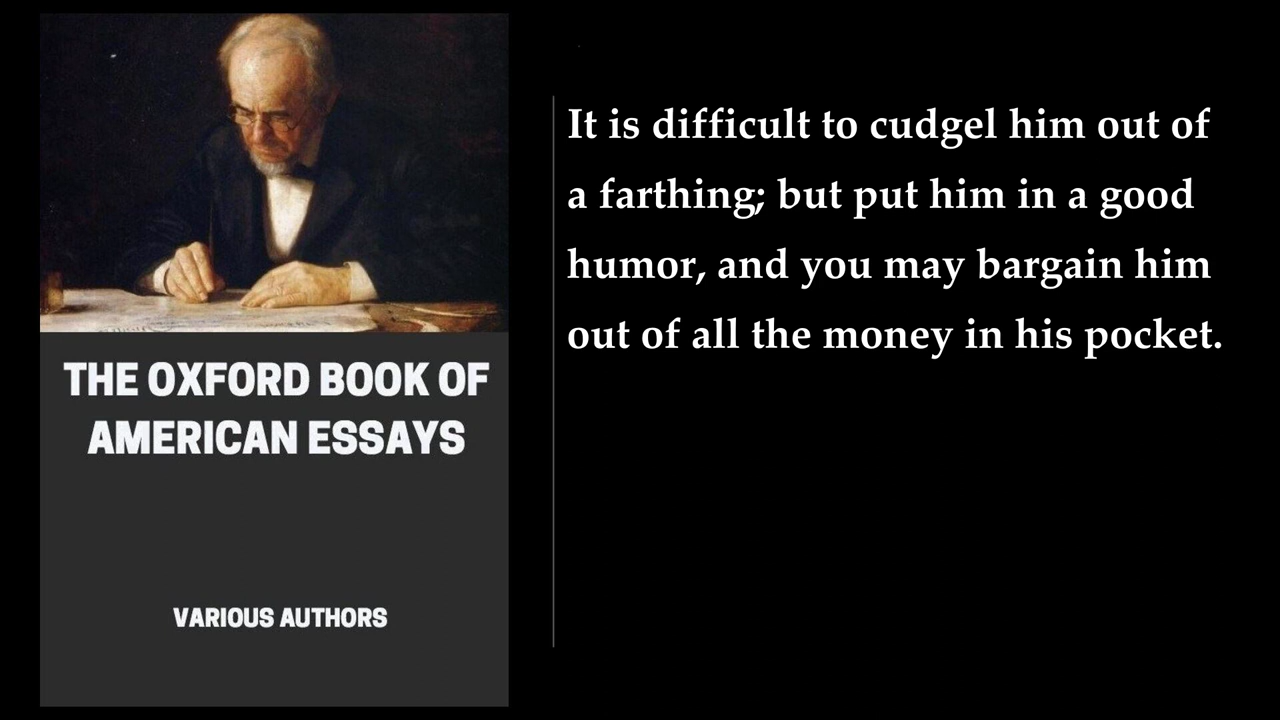 THE OXFORD BOOK OF
AMERICAN ESSAYS
VARIOUS AUTHORS
It is difficult to cudgel him out of
a farthing; but put him in a good
humor, and you may bargain him
out of all the money in his pocket.